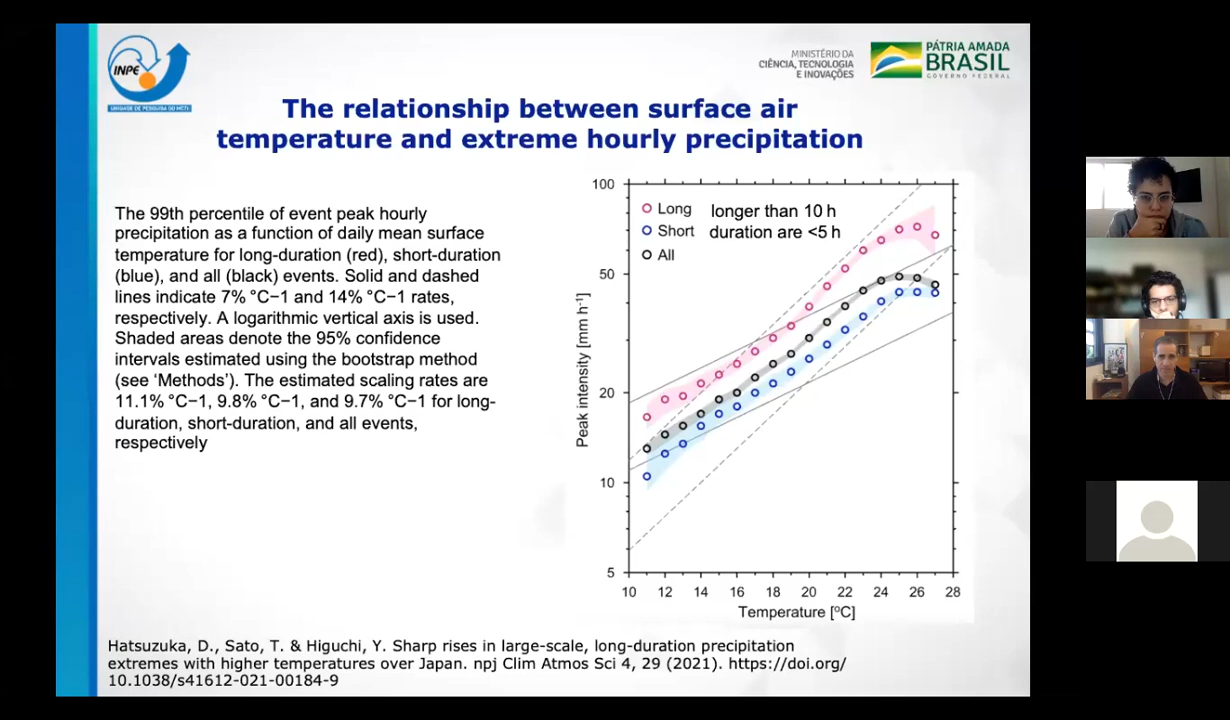 INPE
UNIDADE DE PESQUISA DO MCTI
MINISTÉRIO DA
CIÊNCIA, TECNOLOGIA
E INOVAÇÕES
PÁTRIA AMADA
BRASIL
GOVERNO FEDERAL
The relationship between surface air
temperature and extreme hourly precipitation
The 99th percentile of event peak hourly
precipitation as a function of daily mean surface
temperature for long-duration (red), short-duration
(blue), and all (black) events. Solid and dashed
lines indicate 7% °C−1 and 14% °C−1 rates,
respectively. A logarithmic vertical axis is used.
Shaded areas denote the 95% confidence
intervals estimated using the bootstrap method
(see ‘Methods’). The estimated scaling rates are
11.1% °C−1, 9.8% °C−1, and 9.7% °C−1 for long-
duration, short-duration, and all events,
respectively
100
50
20
10
5
Peak intensity [mm h-1]
Long longer than 10 h
Short duration are <5 h
All
10 12 14 16 18 20 22 24 26 28
Temperature [ºC]
Hatsuzuka, D., Sato, T. & Higuchi, Y. Sharp rises in large-scale, long-duration precipitation
extremes with higher temperatures over Japan. npj Clim Atmos Sci 4, 29 (2021). https://doi.org/
10.1038/s41612-021-00184-9